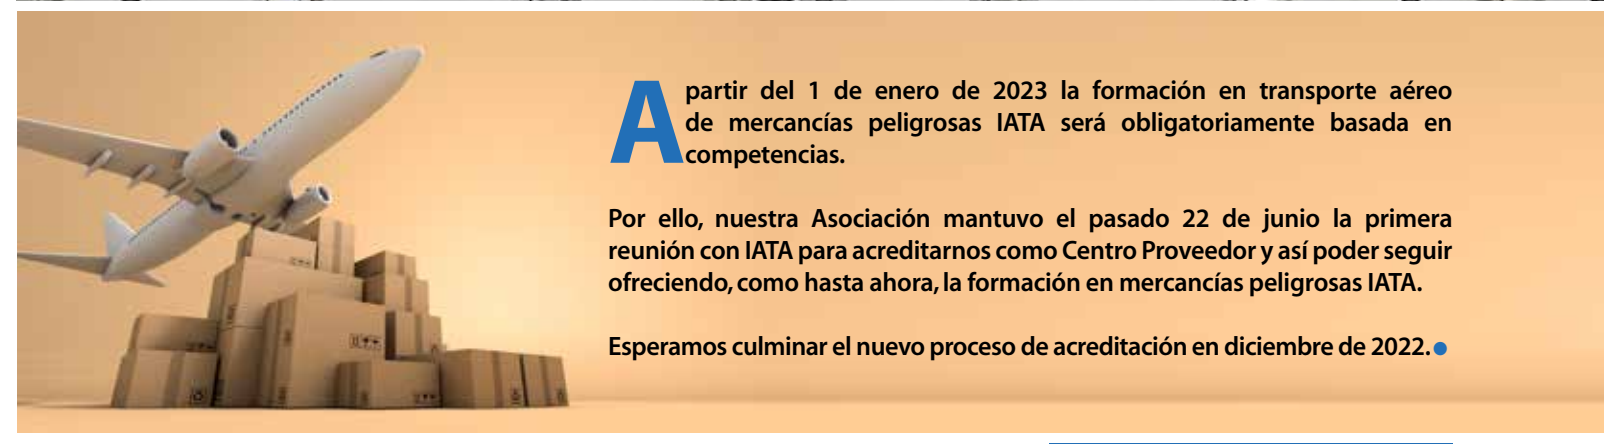 A partir del 1 de enero de 2023 la formación en transporte aéreo
de mercancías peligrosas IATA será obligatoriamente basada en
competencias.
Por ello, nuestra Asociación mantuvo el pasado 22 de junio la primera
reunión con IATA para acreditarnos como Centro Proveedor y así poder seguir
ofreciendo, como hasta ahora, la formación en mercancías peligrosas IATA.
Esperamos culminar el nuevo proceso de acreditación en diciembre de 2022.